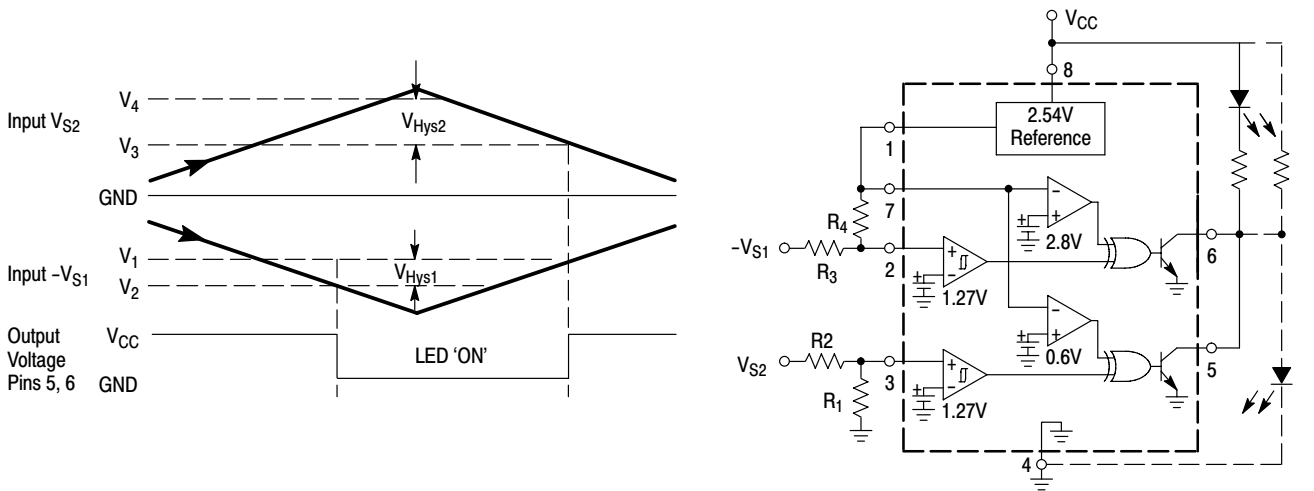 Input VS2
V4
V3
VHys2
GND
Input –VS1
V1
V2
VHys1
Output
Voltage
Pins 5, 6
VCC
GND
LED ‘ON’
VCC
8
2.54V
Reference
1
7
R4
–VS1
R3
2
+
–
1.27V
–
+
2.8V
6
–
+
0.6V
5
VS2
R2
R1
3
+
–
1.27V
4